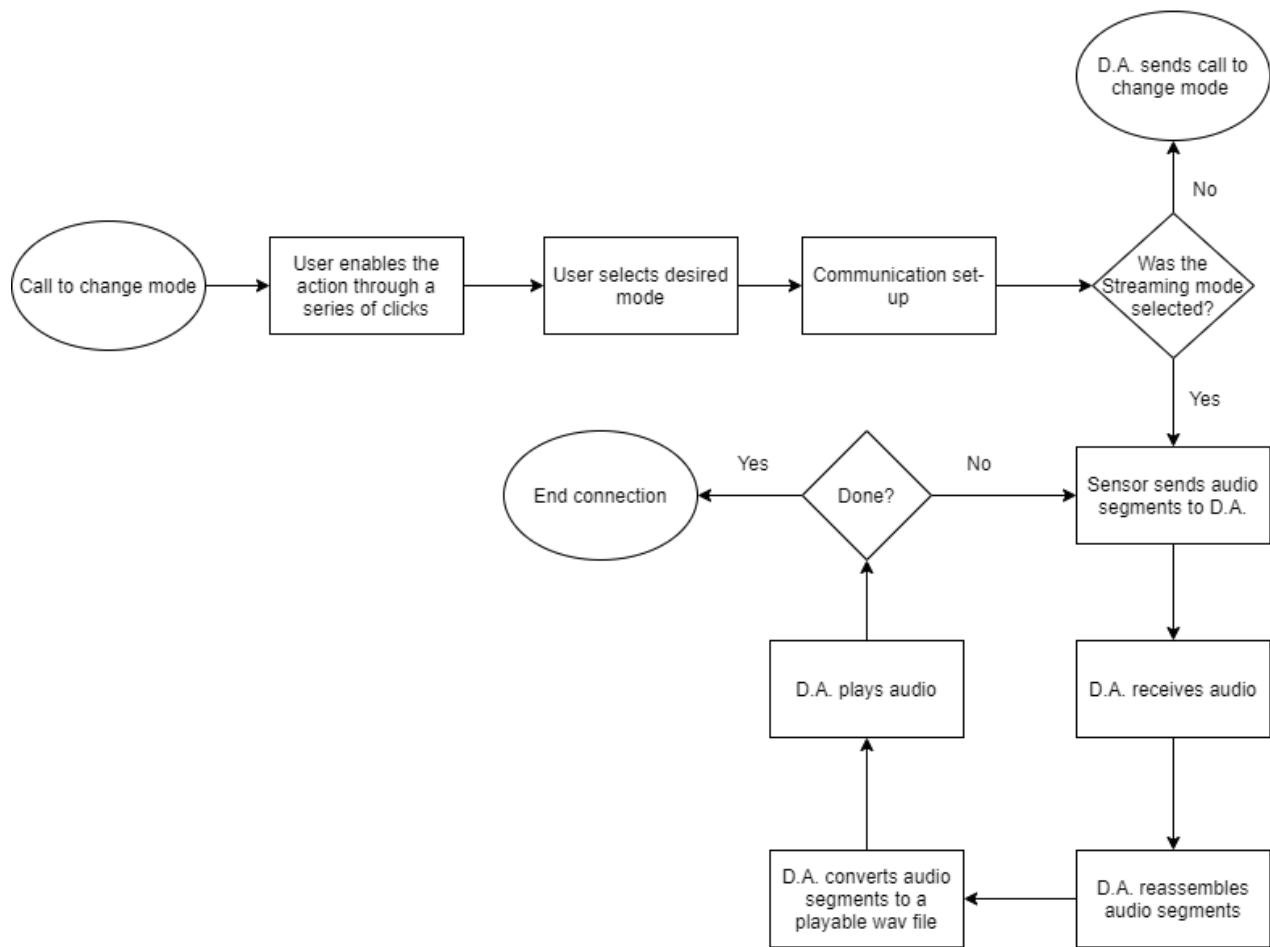 D.A. sends call to
change mode
No
Call to change mode
User enables the
action through a
series of clicks
User selects desired
mode
Communication set-
up
Was the
Streaming mode
selected?
Yes
End connection
Yes
Done?
No
Sensor sends audio
segments to D.A.
D.A. plays audio
D.A. receives audio
D.A. converts audio
segments to a
playable wav file
D.A. reassembles
audio segments